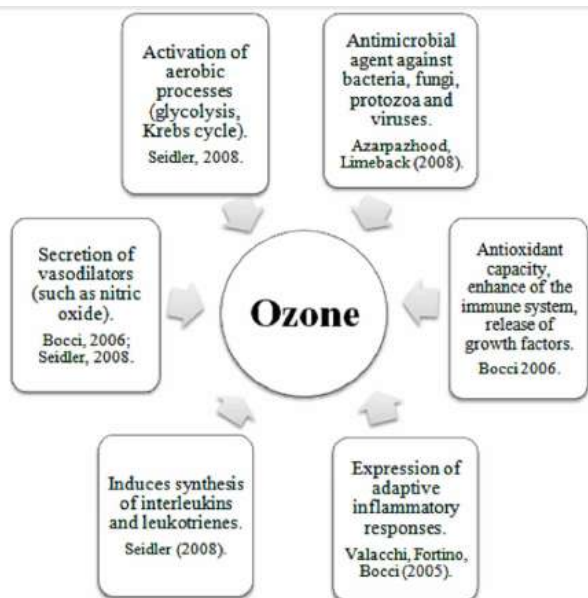 Activation of
aerobic
processes
(glycolysis,
Krebs cycle).
Seidler, 2008.
Antimicrobial
agent against
bacteria, fungi,
protozoa and
viruses.
Azarpazhood,
Limeback (2008).
Secretion of
vasodilators
(such as nitric
oxide).
Bocci, 2006;
Seidler, 2008.
Ozone
Antioxidant
capacity,
enhance of the
immune system,
release of
growth factors.
Bocci 2006.
Induces synthesis
of interleukins
and leukotrienes.
Seidler (2008).
Expression of
adaptive
inflammatory
responses.
Valacchi, Fortino,
Bocci (2005).